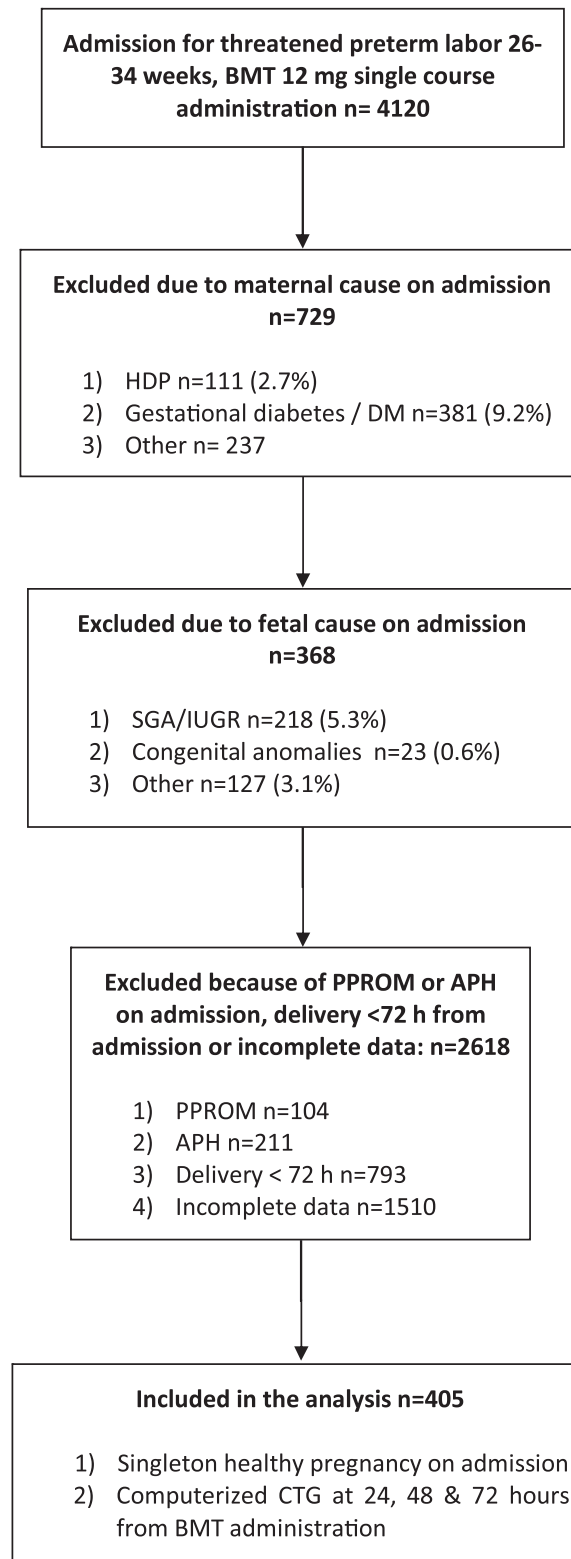 Admission for threatened preterm labor 26-
34 weeks, BMT 12 mg single course
administration n= 4120
Excluded due to maternal cause on admission
n=729
1) HDP n=111 (2.7%)
2) Gestational diabetes / DM n=381 (9.2%)
3) Other n= 237
Excluded due to fetal cause on admission
n=368
1) SGA/IUGR n=218 (5.3%)
2) Congenital anomalies n=23 (0.6%)
3) Other n=127 (3.1%)
Excluded because of PPROM or APH
on admission, delivery <72 h from
admission or incomplete data: n=2618
1) PPROM n=104
2) APH n=211
3) Delivery < 72 h n=793
4) Incomplete data n=1510
Included in the analysis n=405
1) Singleton healthy pregnancy on admission
2) Computerized CTG at 24, 48 & 72 hours
from BMT administration